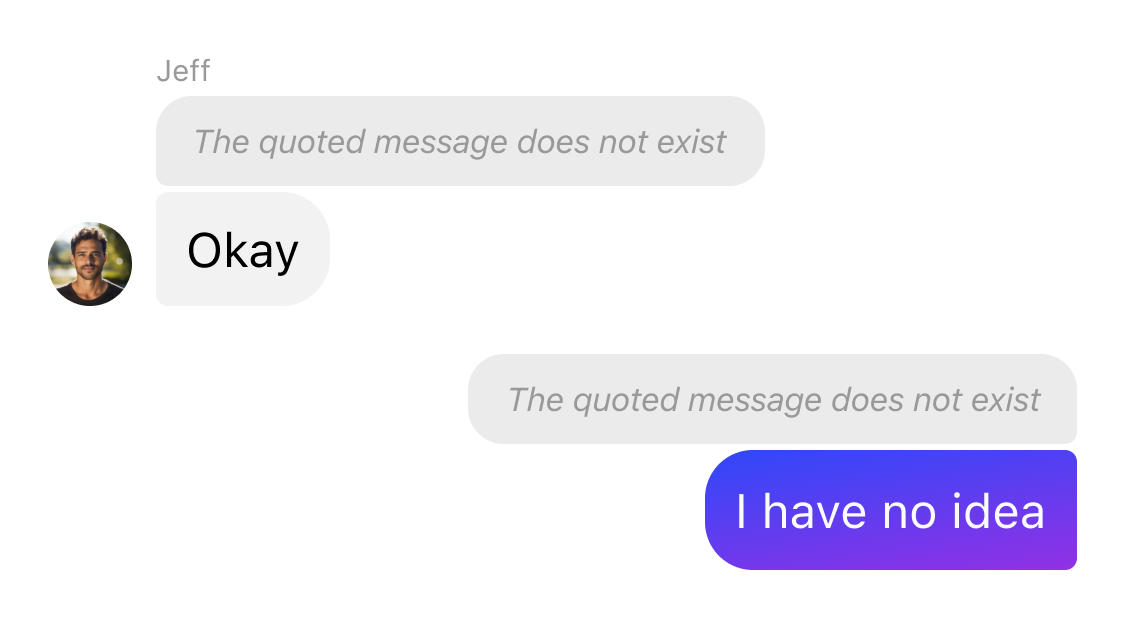 Jeff
The quoted message does not exist
Okay
The quoted message does not exist
I have no idea